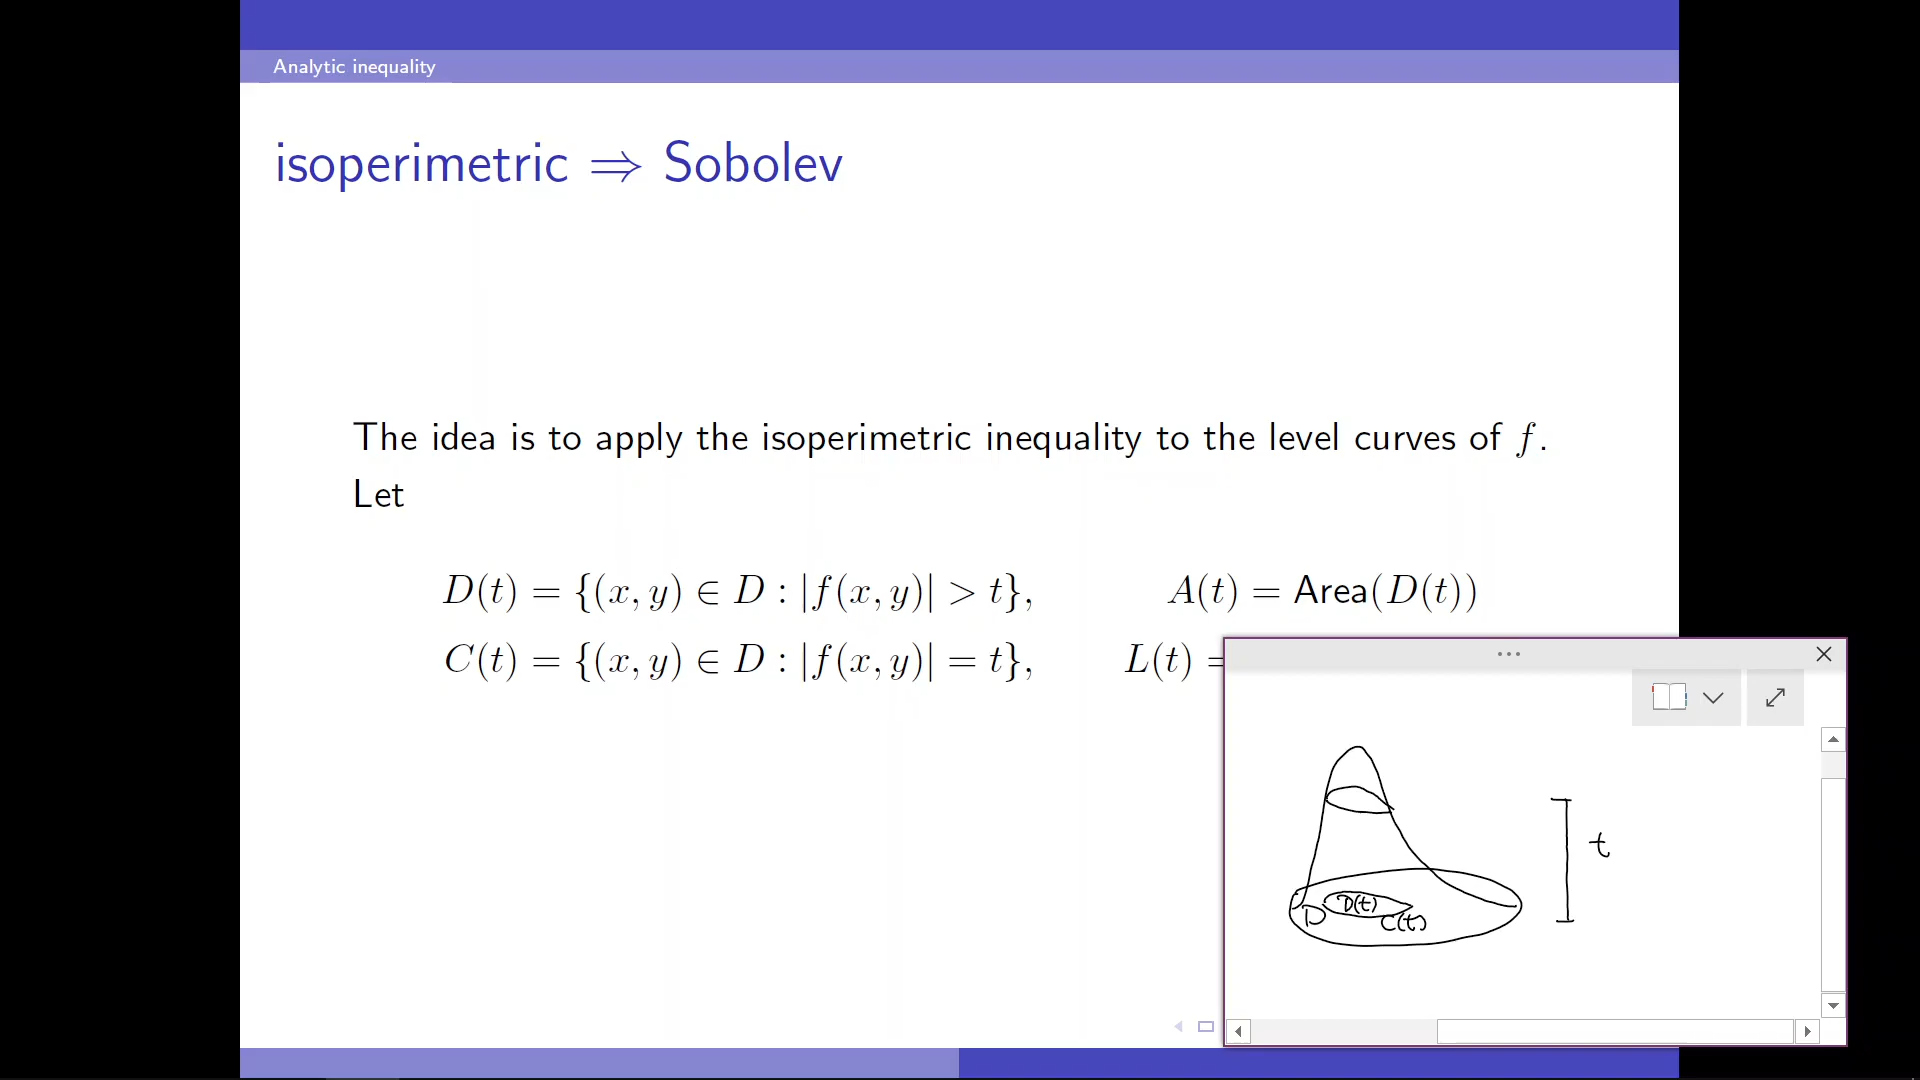 Analytic inequality
isoperimetric ⇒ Sobolev
The idea is to apply the isoperimetric inequality to the level curves of f.
Let
D(t) = {(x, y) ∈ D : |f(x, y)| > t}, A(t) = Area(D(t))
C(t) = {(x, y) ∈ D : |f(x, y)| = t}, L(t) =
t
D(t)
D
C(t)